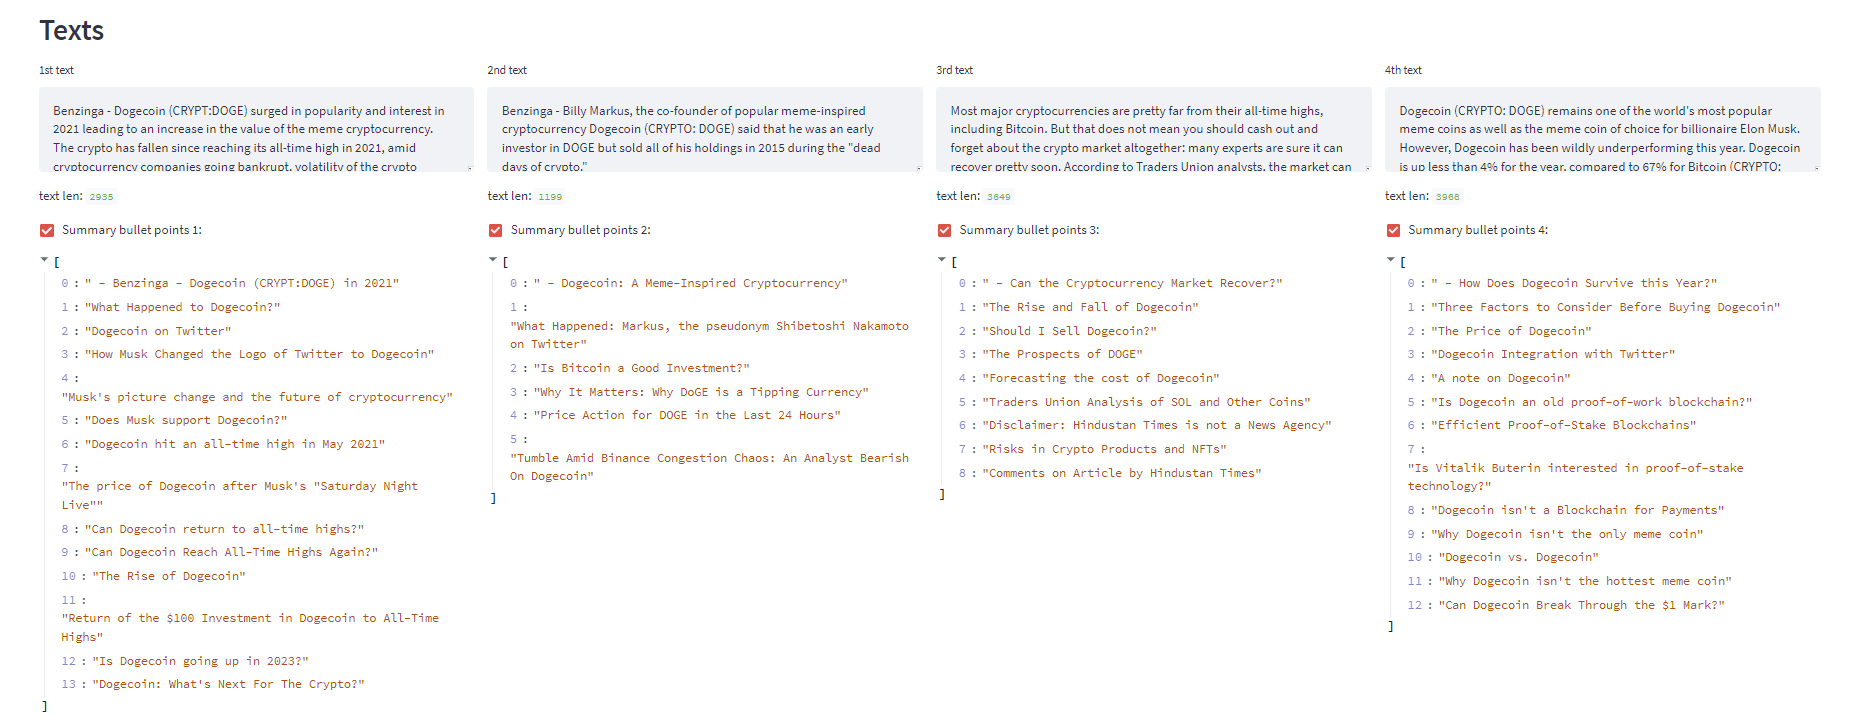 Texts
1st text
Benzinga - Dogecoin (CRYPT:DOGE) surged in popularity and interest in
2021 leading to an increase in the value of the meme cryptocurrency.
The crypto has fallen since reaching its all-time high in 2021, amid
cryptocurrency companies going bankrupt, volatility of the crypto
text len: 2935
Summary bullet points 1:
[
0 : " - Benzinga - Dogecoin (CRYPT:DOGE) in 2021"
1 : "What Happened to Dogecoin?"
2 : "Dogecoin on Twitter"
3 : "How Musk Changed the Logo of Twitter to Dogecoin"
4 :
"Musk's picture change and the future of cryptocurrency"
5 : "Does Musk support Dogecoin?"
6 : "Dogecoin hit an all-time high in May 2021"
7 :
"The price of Dogecoin after Musk's "Saturday Night
Live""
8 : "Can Dogecoin return to all-time highs?"
9 : "Can Dogecoin Reach All-Time Highs Again?"
10 : "The Rise of Dogecoin"
11 :
"Return of the $100 Investment in Dogecoin to All-Time
Highs"
12 : "Is Dogecoin going up in 2023?"
13 : "Dogecoin: What's Next For The Crypto?"
]
2nd text
Benzinga - Billy Markus, the co-founder of popular meme-inspired
cryptocurrency Dogecoin (CRYPTO: DOGE) said that he was an early
investor in DOGE but sold all of his holdings in 2015 during the "dead
days of crypto."
text len: 1199
Summary bullet points 2:
[
0 : " - Dogecoin: A Meme-Inspired Cryptocurrency"
1 :
"What Happened: Markus, the pseudonym Shibetoshi Nakamoto
on Twitter"
2 : "Is Bitcoin a Good Investment?"
3 : "Why It Matters: Why DoGE is a Tipping Currency"
4 : "Price Action for DOGE in the Last 24 Hours"
5 :
"Tumble Amid Binance Congestion Chaos: An Analyst Bearish
On Dogecoin"
]
3rd text
Most major cryptocurrencies are pretty far from their all-time highs,
including Bitcoin. But that does not mean you should cash out and
forget about the crypto market altogether: many experts are sure it can
recover pretty soon. According to Traders Union analysts, the market can
text len: 3649
Summary bullet points 3:
[
0 : " - Can the Cryptocurrency Market Recover?"
1 : "The Rise and Fall of Dogecoin"
2 : "Should I Sell Dogecoin?"
3 : "The Prospects of DOGE"
4 : "Forecasting the cost of Dogecoin"
5 : "Traders Union Analysis of SOL and Other Coins"
6 : "Disclaimer: Hindustan Times is not a News Agency"
7 : "Risks in Crypto Products and NFTs"
8 : "Comments on Article by Hindustan Times"
]
4th text
Dogecoin (CRYPTO: DOGE) remains one of the world's most popular
meme coins as well as the meme coin of choice for billionaire Elon Musk.
However, Dogecoin has been wildly underperforming this year. Dogecoin
is up less than 4% for the year, compared to 67% for Bitcoin (CRYPTO:
text len: 3966
Summary bullet points 4:
[
0 : " - How Does Dogecoin Survive this Year?"
1 : "Three Factors to Consider Before Buying Dogecoin"
2 : "The Price of Dogecoin"
3 : "Dogecoin Integration with Twitter"
4 : "A note on Dogecoin"
5 : "Is Dogecoin an old proof-of-work blockchain?"
6 : "Efficient Proof-of-Stake Blockchains"
7 :
"Is Vitalik Buterin interested in proof-of-stake
technology?"
8 : "Dogecoin isn't a Blockchain for Payments"
9 : "Why Dogecoin isn't the only meme coin"
10 : "Dogecoin vs. Dogecoin"
11 : "Why Dogecoin isn't the hottest meme coin"
12 : "Can Dogecoin Break Through the $1 Mark?"
]